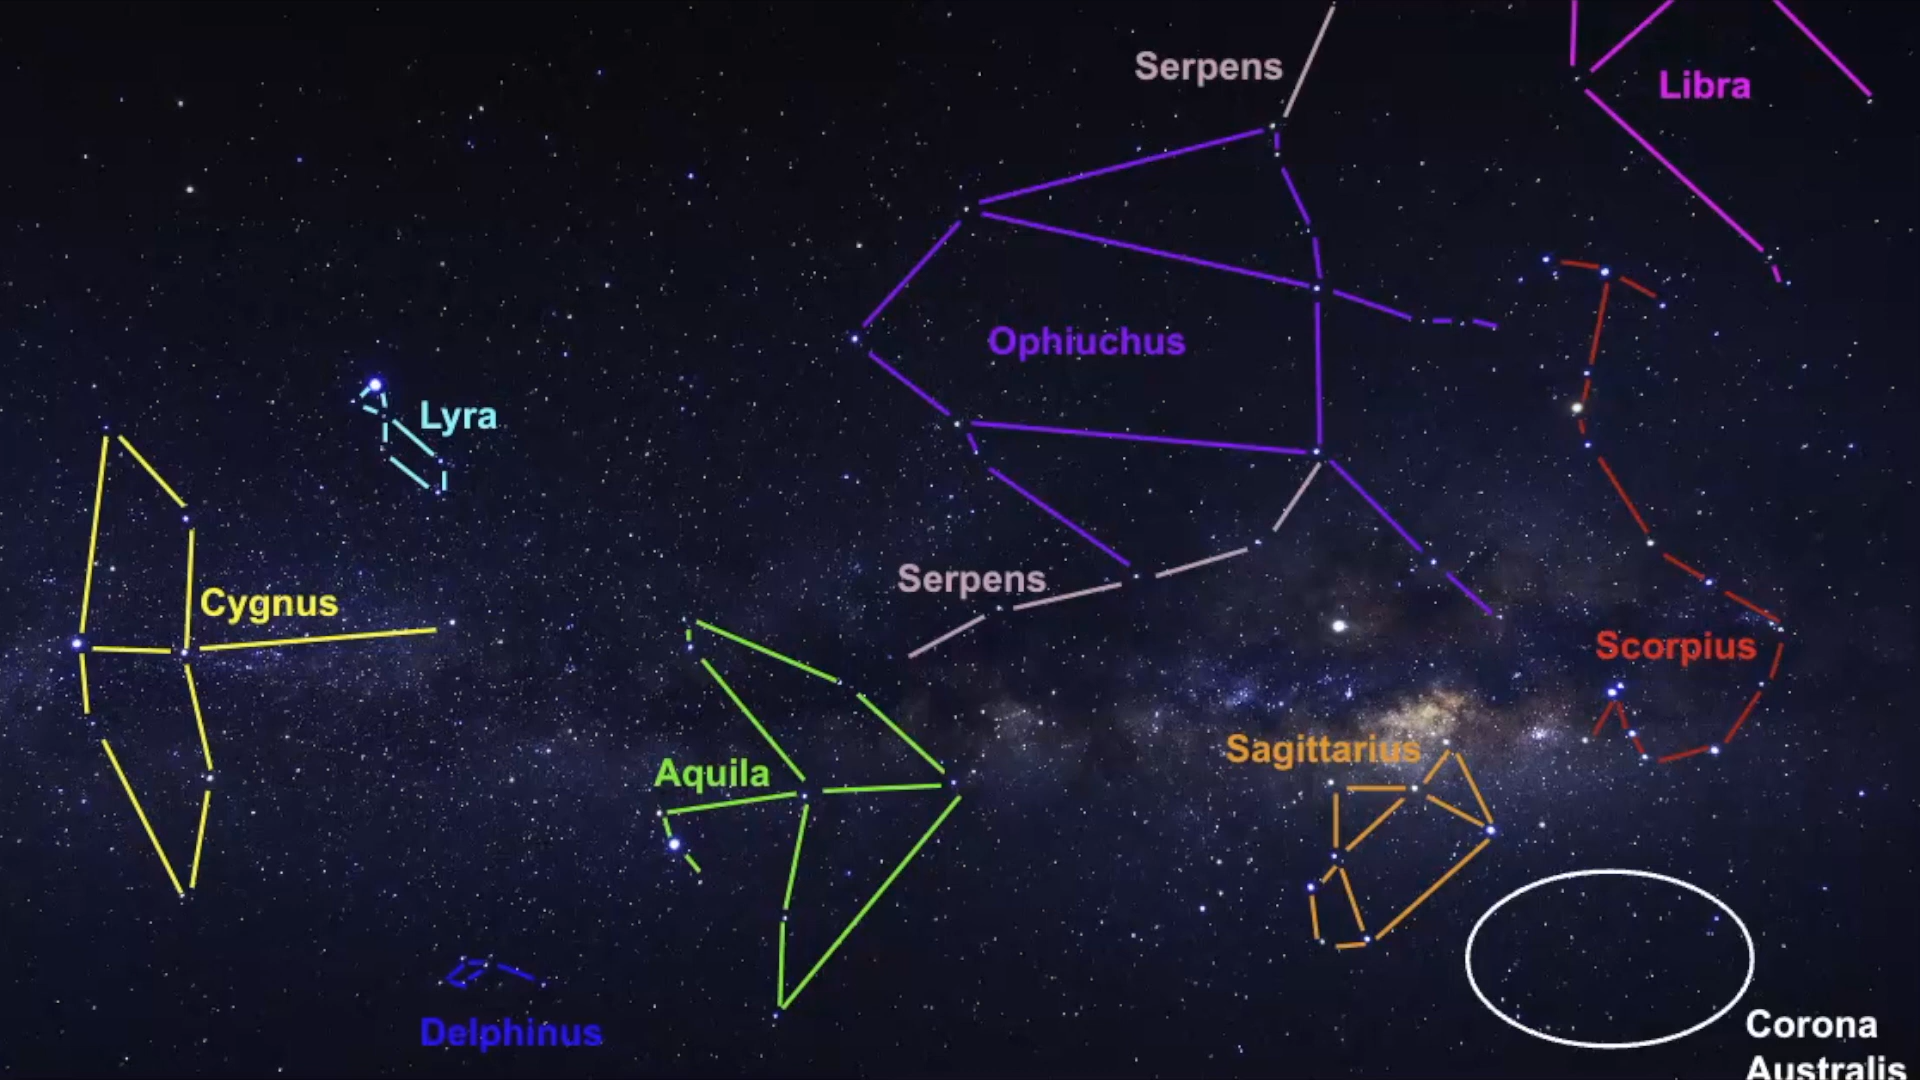 Serpens
Libra
Ophiuchus
Lyra
Cygnus
Serpens
Scorpius
Sagittarius
Aquila
Delphinus
Corona
Australis